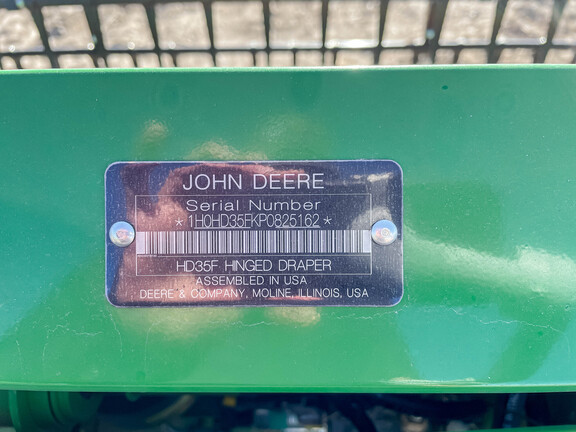 JOHN DEERE
Serial Number
* 1H0HD35FKP0825162 *
HD35F HINGED DRAPER
ASSEMBLED IN USA
DEERE & COMPANY, MOLINE, ILLINOIS, USA